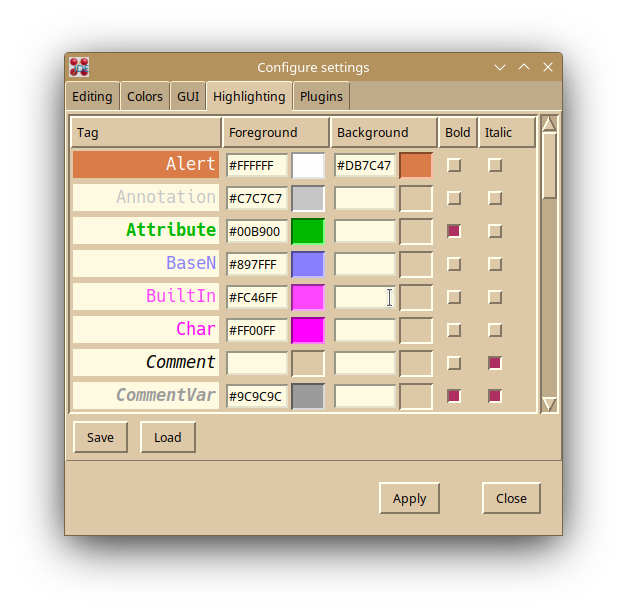 Configure settings
Editing Colors GUI Highlighting Plugins
Tag Foreground Background Bold Italic
Alert #FFFFFF #DB7C47
Annotation #C7C7C7
Attribute #00B900
BaseN #897FFF
BuiltIn #FC46FF
Char #FF00FF
Comment
CommentVar #9C9C9C
Save Load
Apply Close